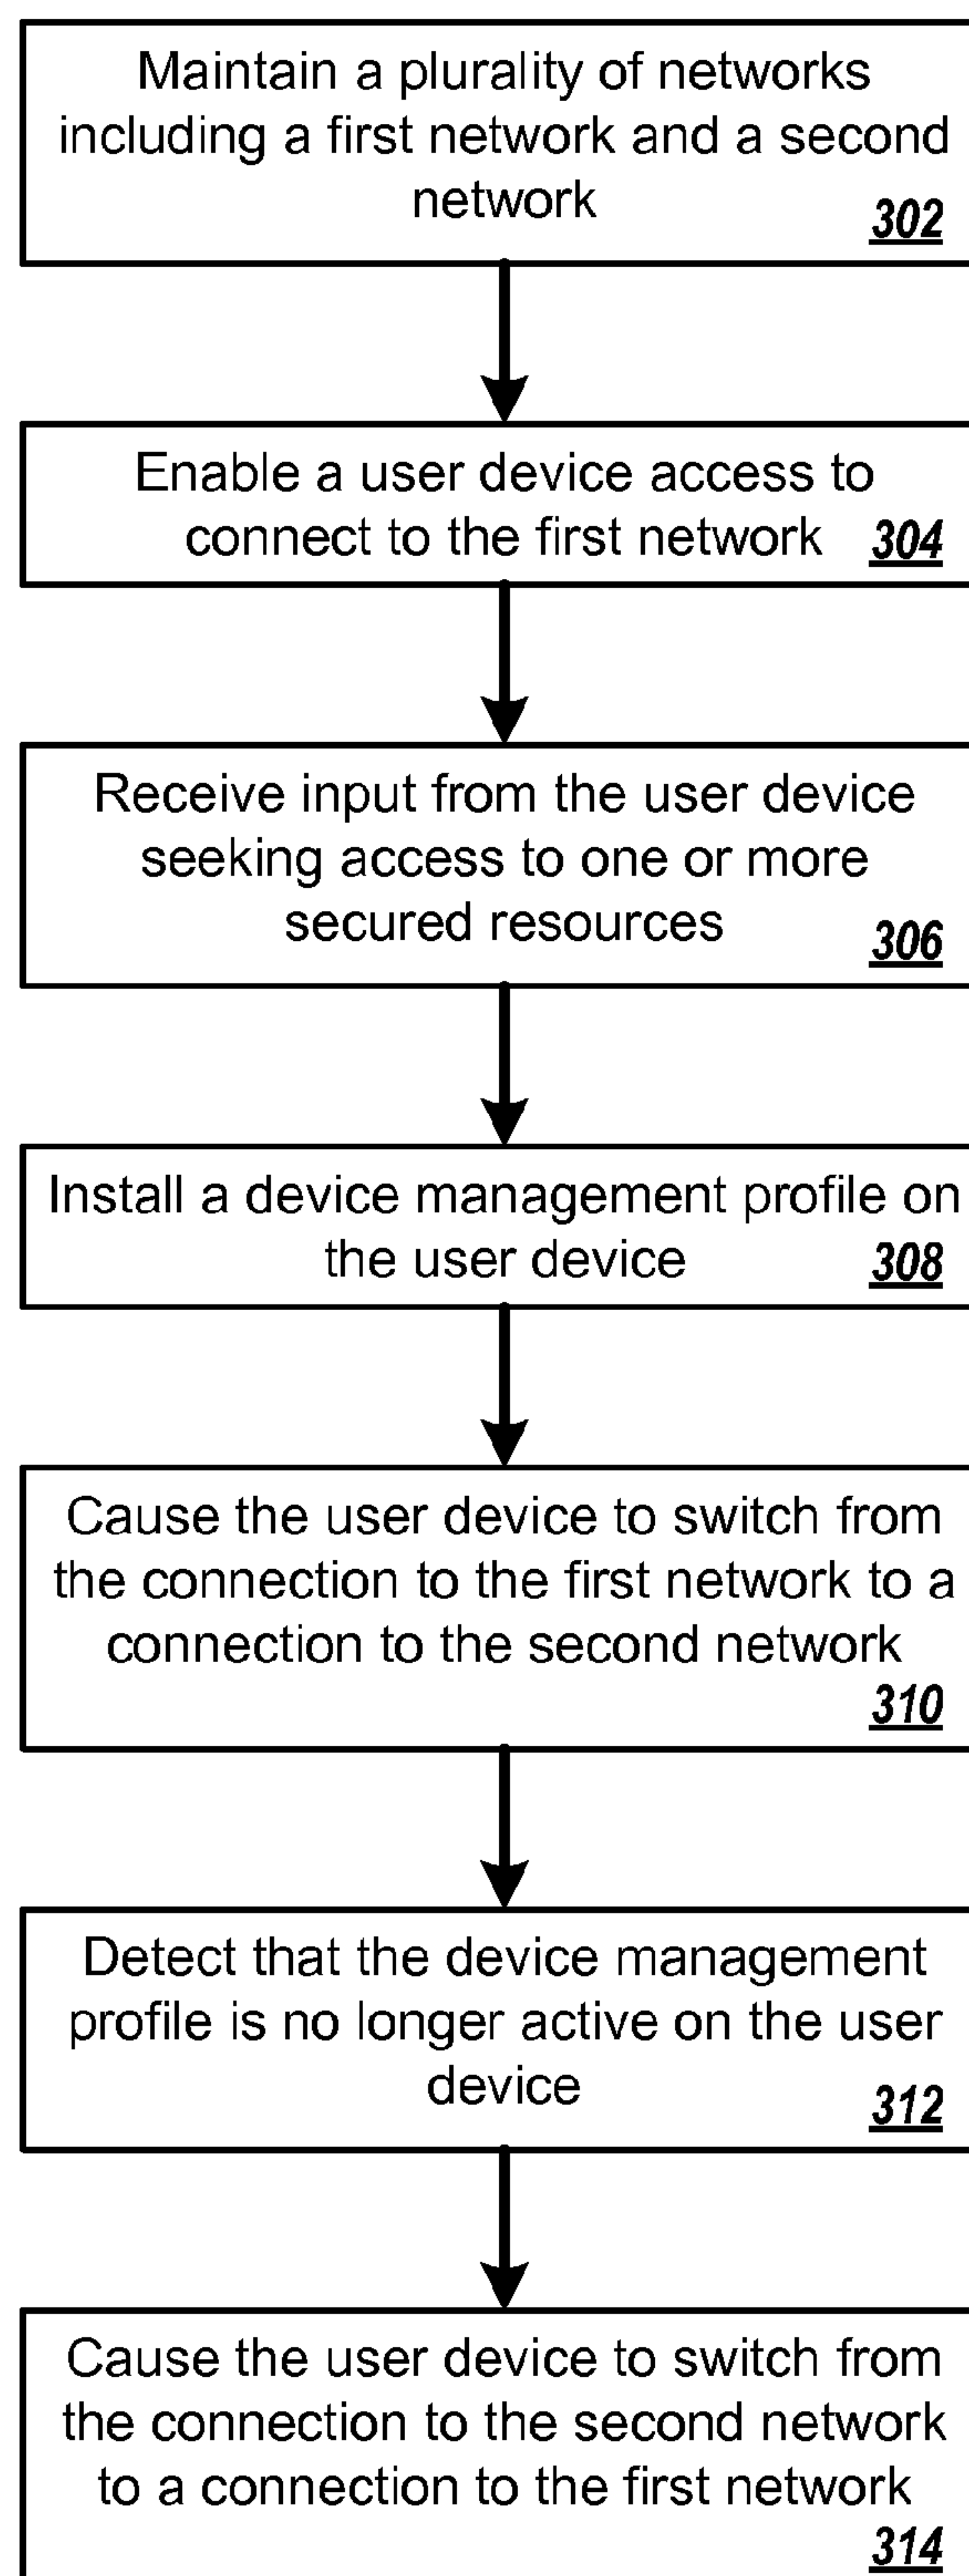 Maintain a plurality of networks
including a first network and a second
network
302
Enable a user device access to
connect to the first network 304
Receive input from the user device
seeking access to one or more
secured resources
306
Install a device management profile on
the user device 308
Cause the user device to switch from
the connection to the first network to a
connection to the second network
310
Detect that the device management
profile is no longer active on the user
device
312
Cause the user device to switch from
the connection to the second network
to a connection to the first network
314